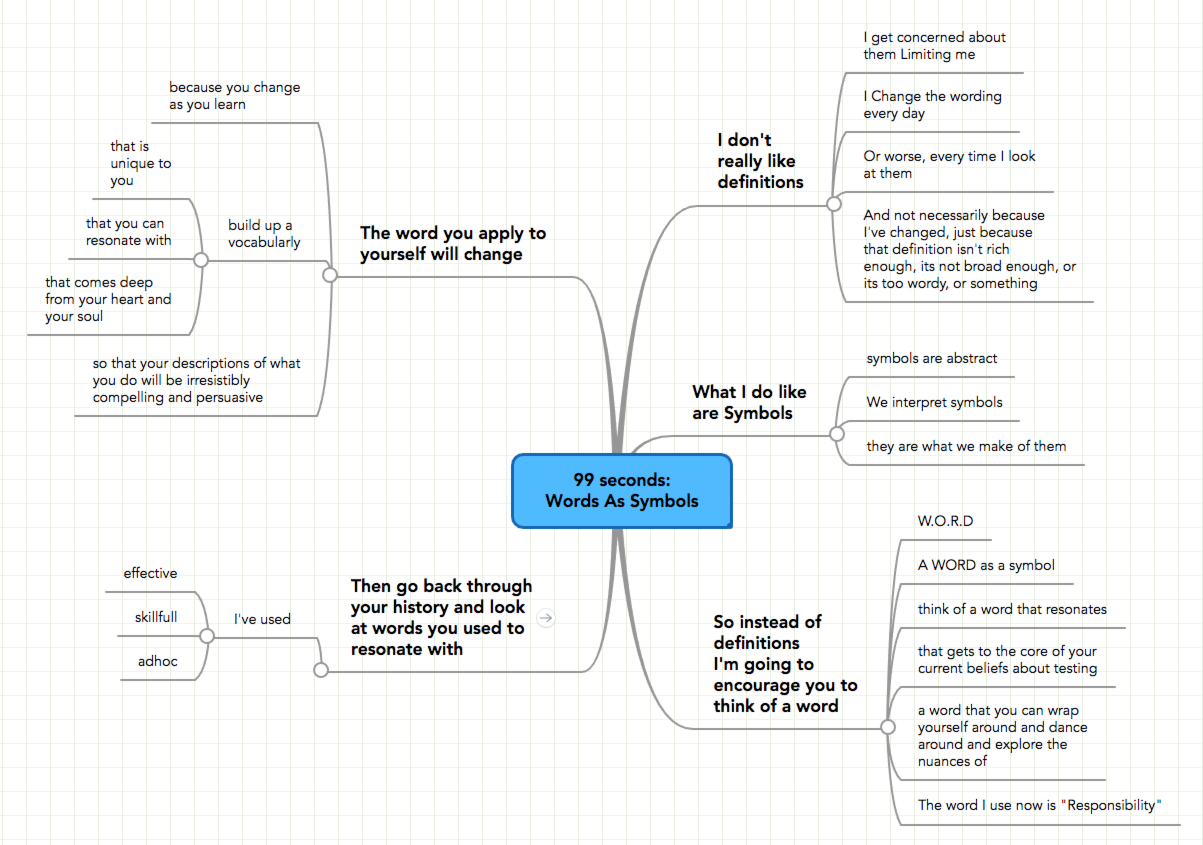 99 seconds:
Words As Symbols
I don't
really like
definitions
I get concerned about
them Limiting me
I Change the wording
every day
Or worse, every time I look
at them
And not necessarily because
I've changed, just because
that definition isn't rich
enough, its not broad enough, or
its too wordy, or something
What I do like
are Symbols
symbols are abstract
We interpret symbols
they are what we make of them
So instead of
definitions
I'm going to
encourage you to
think of a word
W.O.R.D
A WORD as a symbol
think of a word that resonates
that gets to the core of your
current beliefs about testing
a word that you can wrap
yourself around and dance
around and explore the
nuances of
The word I use now is "Responsibility"
Then go back through
your history and look
at words you used to
resonate with
I've used
effective
skillfull
adhoc
The word you apply to
yourself will change
because you change
as you learn
build up a
vocabularly
that is
unique to
you
that you can
resonate with
that comes deep
from your heart and
your soul
so that your descriptions of what
you do will be irresistibly
compelling and persuasive